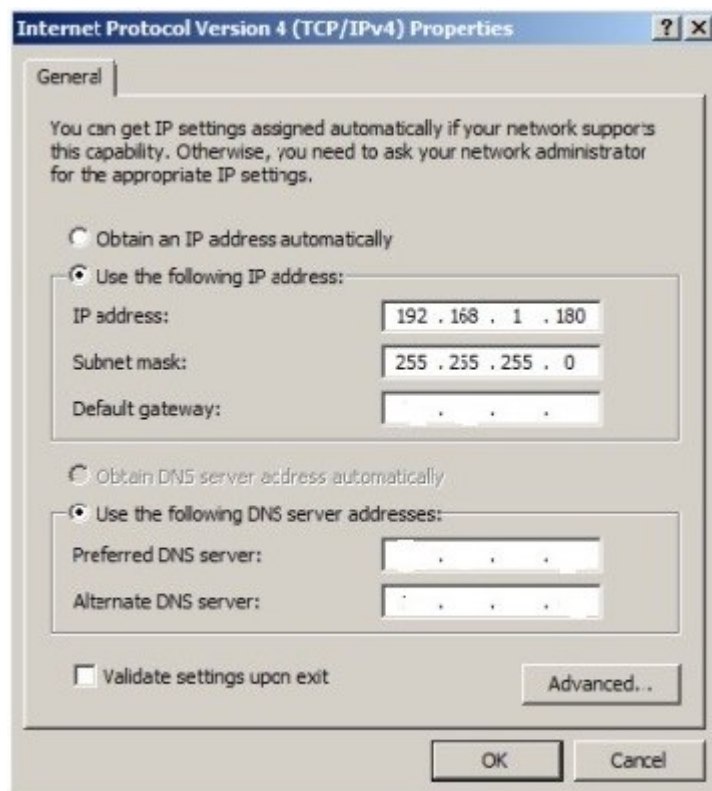 Internet Protocol Version 4 (TCP/IPv4) Properties
General
You can get IP settings assigned automatically if your network supports
this capability. Otherwise, you need to ask your network administrator
for the appropriate IP settings.
Obtain an IP address automatically
Use the following IP address:
IP address: 192 . 168 . 1 . 180
Subnet mask: 255 . 255 . 255 . 0
Default gateway: . . .
Obtain DNS server address automatically
Use the following DNS server addresses:
Preferred DNS server: . . .
Alternate DNS server: . . .
Validate settings upon exit
Advanced...
OK Cancel